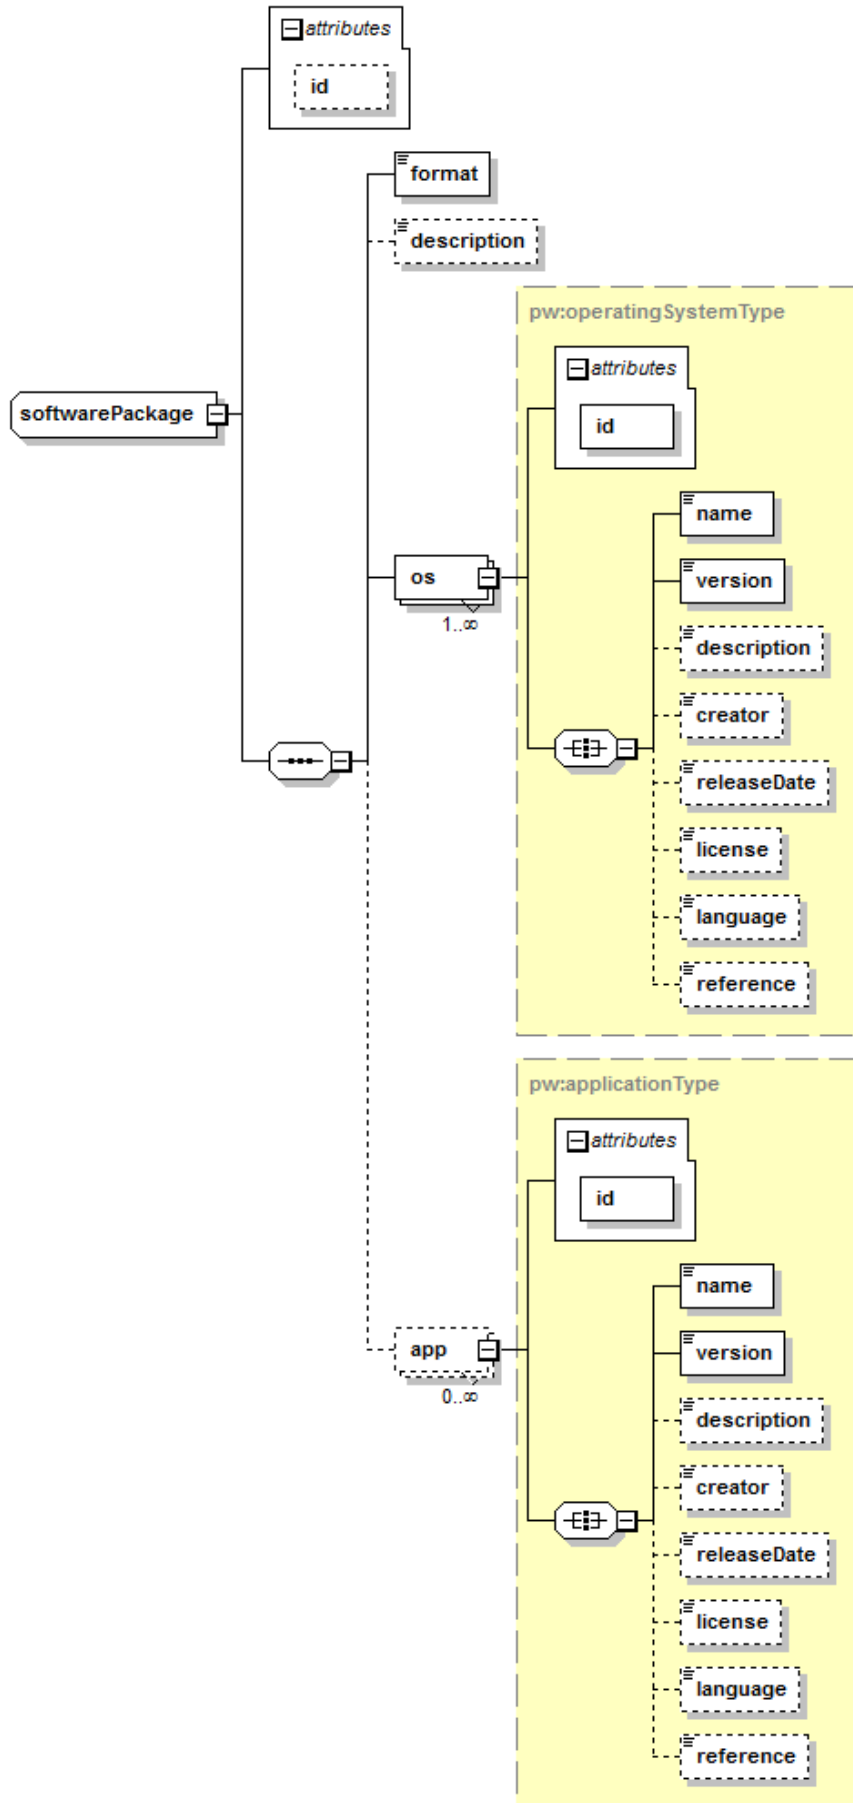 attributes
id
format
description
pw:operatingSystemType
attributes
id
softwarePackage
name
version
os
1..∞
description
creator
releaseDate
license
language
reference
pw:applicationType
attributes
id
name
version
app
0..∞
description
creator
releaseDate
license
language
reference